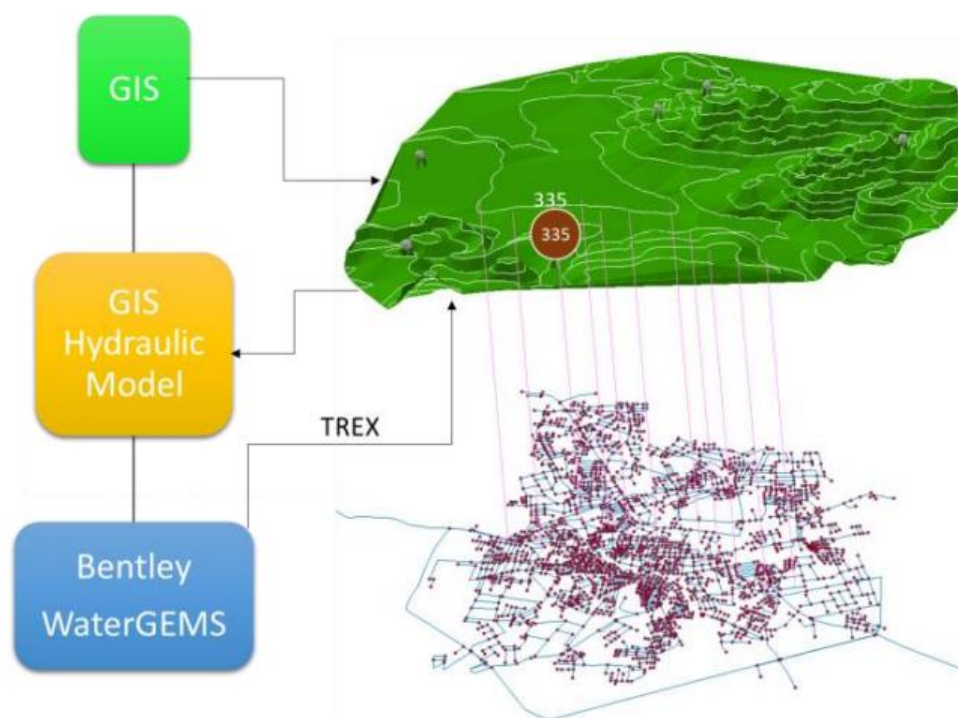 GIS
335
335
GIS
Hydraulic
Model
TREX
Bentley
WaterGEMS